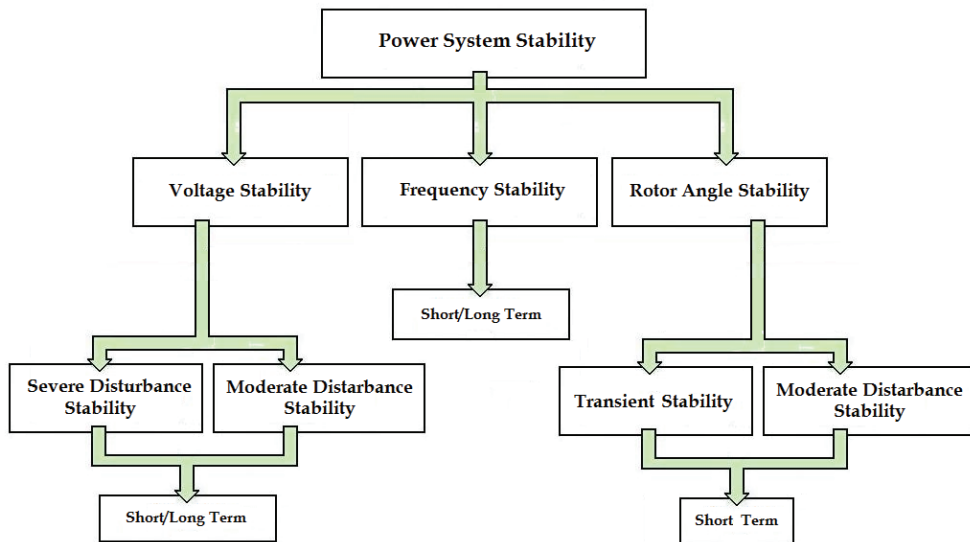 Power System Stability
Voltage Stability
Frequency Stability
Rotor Angle Stability
Short/Long Term
Severe Disturbance
Stability
Moderate Distarbance
Stability
Transient Stability
Moderate Distarbance
Stability
Short/Long Term
Short Term